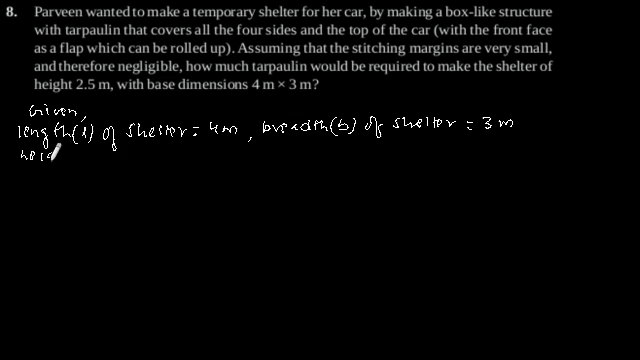 8. Parveen wanted to make a temporary shelter for her car, by making a box-like structure
with tarpaulin that covers all the four sides and the top of the car (with the front face
as a flap which can be rolled up). Assuming that the stitching margins are very small,
and therefore negligible, how much tarpaulin would be required to make the shelter of
height 2.5 m, with base dimensions 4 m × 3 m?
Given,
length(l) of shelter = 4m, breadth(b) of shelter = 3 m
heig